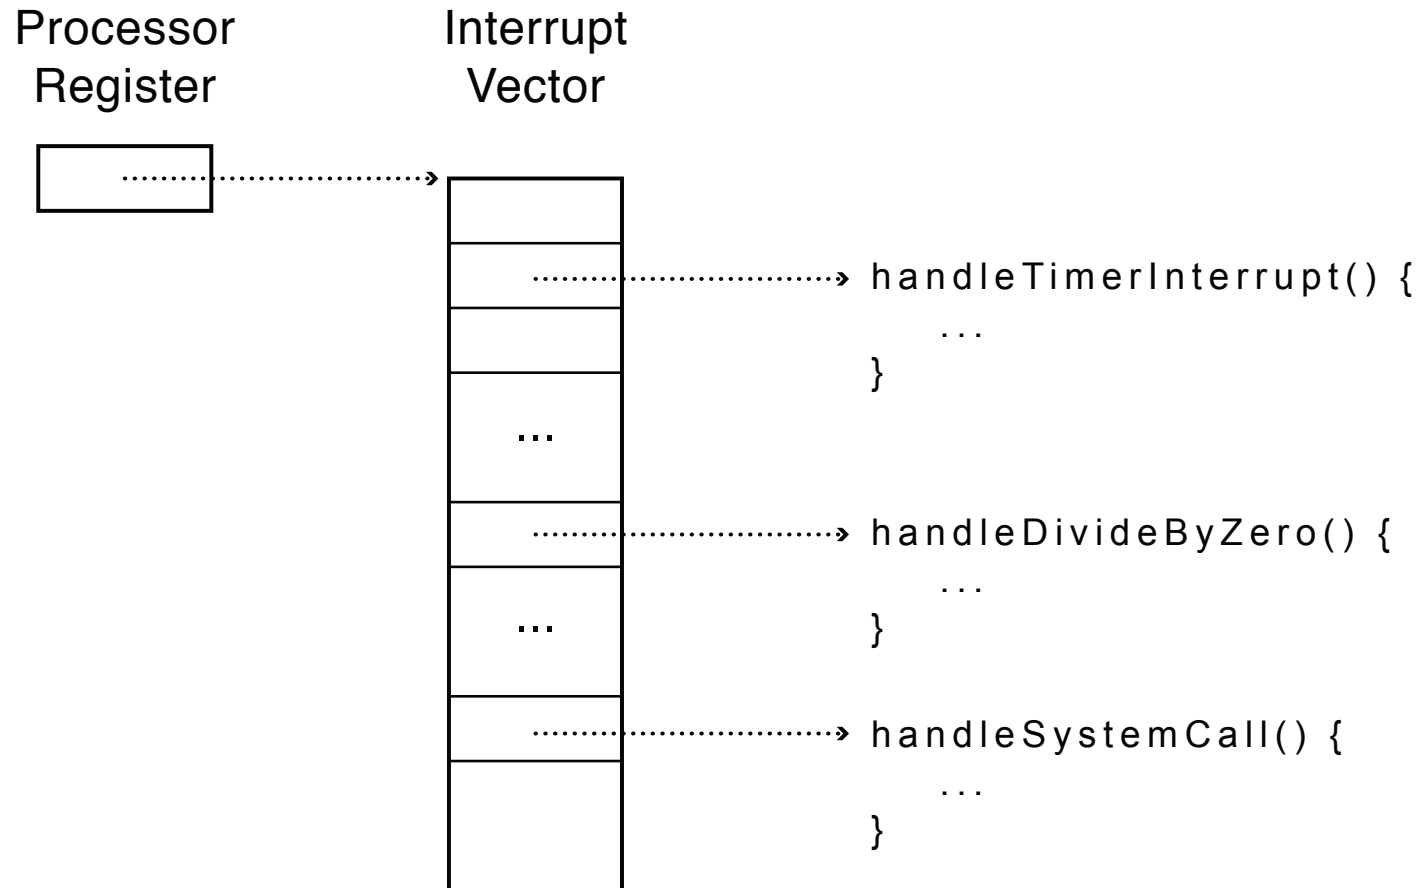 Processor
Register
Interrupt
Vector
handleTimerInterrupt() {
...
}
...
handleDivideByZero() {
...
}
...
handleSystemCall() {
...
}